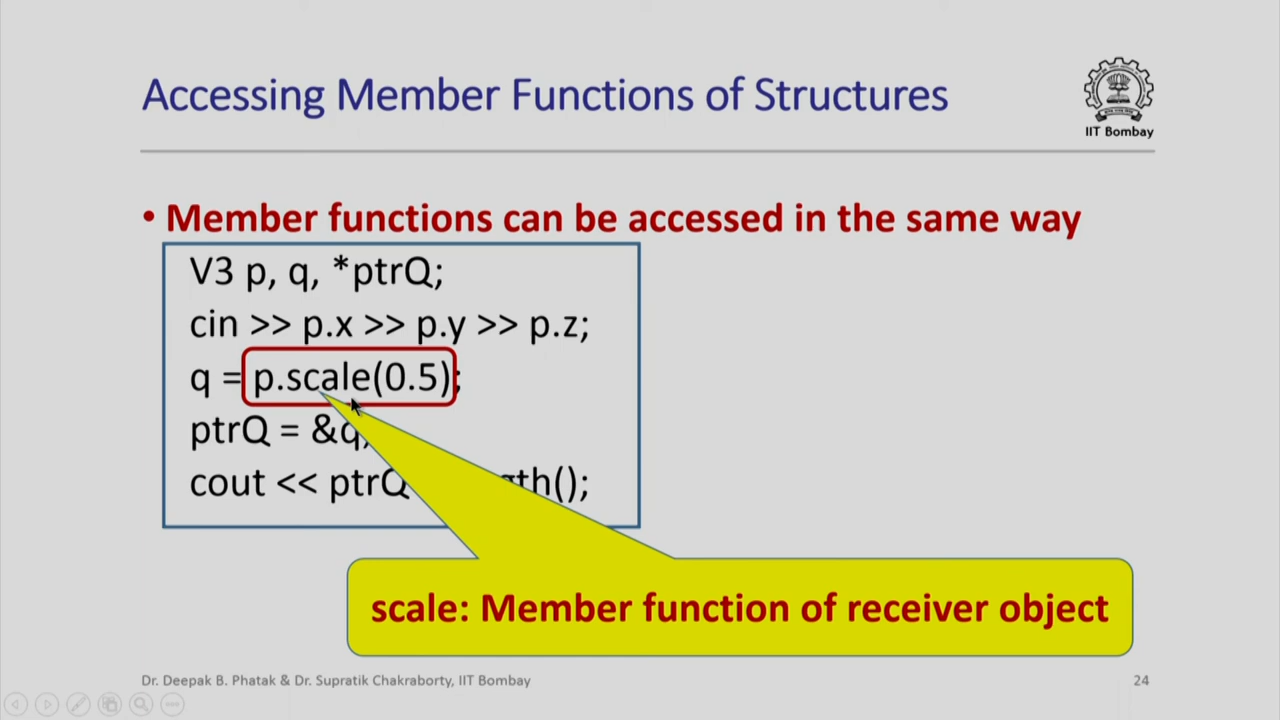 Accessing Member Functions of Structures
IIT Bombay
• Member functions can be accessed in the same way
V3 p, q, *ptrQ;
cin >> p.x >> p.y >> p.z;
q = p.scale(0.5);
ptrQ = &q;
cout << ptrQ gth();
scale: Member function of receiver object
Dr. Deepak B. Phatak & Dr. Supratik Chakraborty, IIT Bombay
24